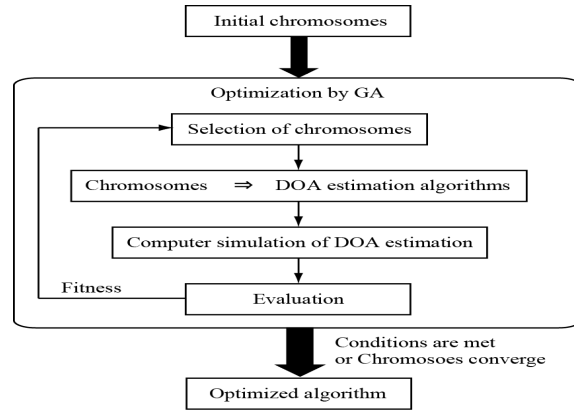 Initial chromosomes
Optimization by GA
Selection of chromosomes
Chromosomes ⇒ DOA estimation algorithms
Computer simulation of DOA estimation
Fitness
Evaluation
Conditions are met
or Chromosoes converge
Optimized algorithm